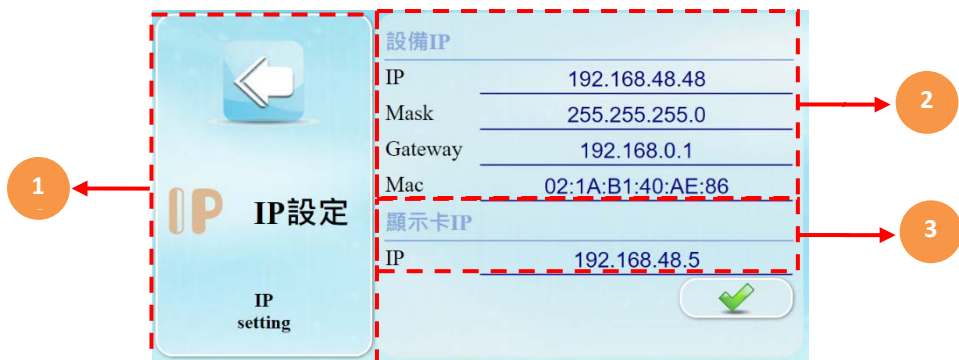 1
IP
IP設定
IP
setting
設備IP
IP 192.168.48.48
Mask 255.255.255.0
Gateway 192.168.0.1
Mac 02:1A:B1:40:AE:86
顯示卡IP
IP 192.168.48.5
2
3